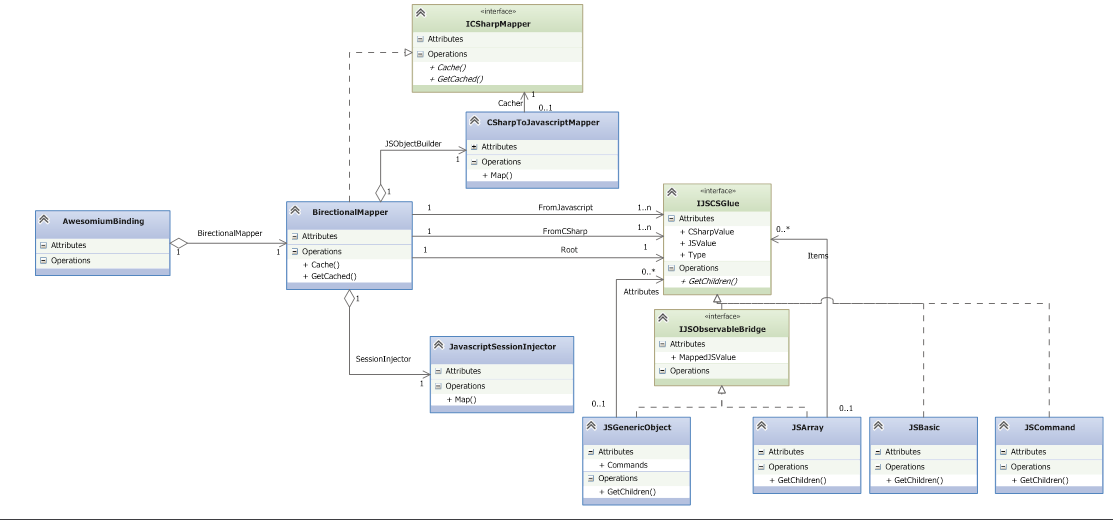 «interface»
ICSharpMapper
Attributes
Operations
+ Cache()
+ GetCached()
1
Cacher
0..1
CSharpToJavascriptMapper
Attributes
Operations
+ Map()
JSObjectBuilder
1
1
AwesomiumBinding
Attributes
Operations
BirectionalMapper
1
1
BirectionalMapper
Attributes
Operations
+ Cache()
+ GetCached()
1
FromJavascript
1..n
1
FromCSharp
1..n
1
Root
1
«interface»
IJSCSGlue
Attributes
+ CSharpValue
+ JSValue
+ Type
Operations
+ GetChildren()
0..*
Items
0..*
Attributes
1
SessionInjector
1
JavascriptSessionInjector
Attributes
Operations
+ Map()
«interface»
IJSObservableBridge
Attributes
+ MappedJSValue
Operations
0..1
0..1
JSGenericObject
Attributes
+ Commands
Operations
+ GetChildren()
JSArray
Attributes
Operations
+ GetChildren()
JSBasic
Attributes
Operations
+ GetChildren()
JSCommand
Attributes
Operations
+ GetChildren()